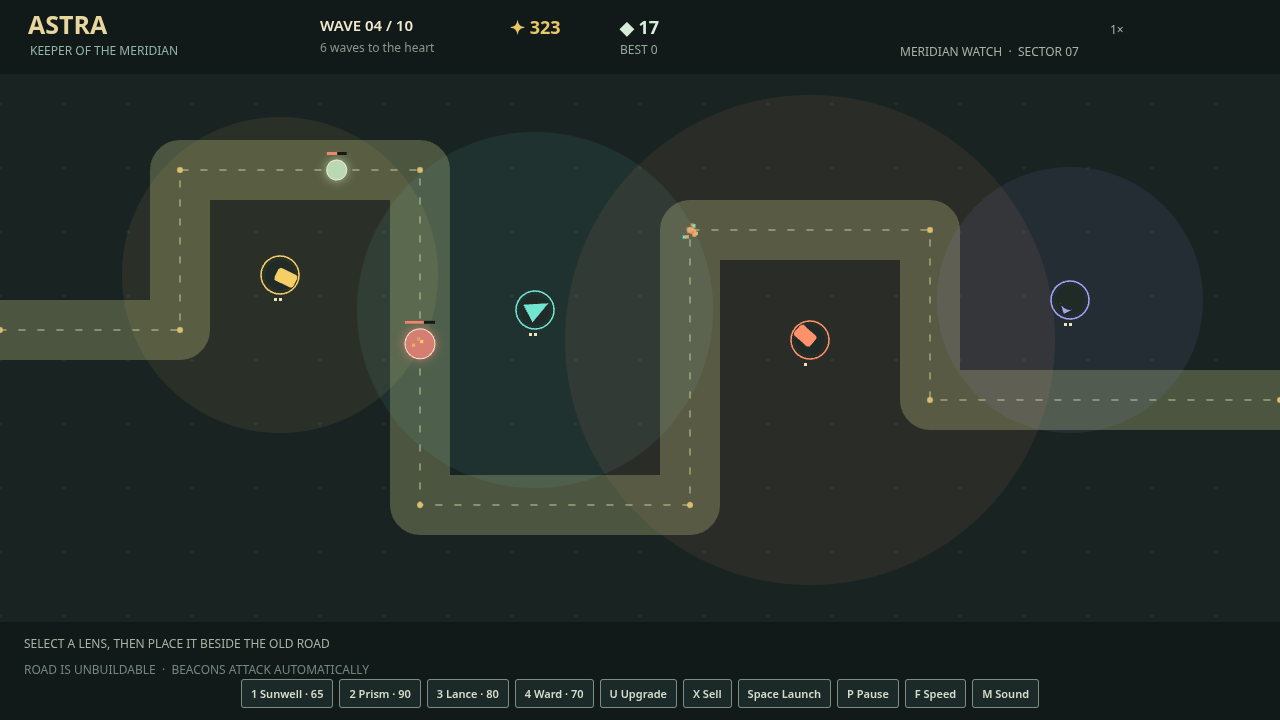 ASTRA
KEEPER OF THE MERIDIAN
WAVE 04 / 10
6 waves to the heart
✦ 323
◆ 17
BEST 0
1×
MERIDIAN WATCH · SECTOR 07
SELECT A LENS, THEN PLACE IT BESIDE THE OLD ROAD
ROAD IS UNBUILDABLE · BEACONS ATTACK AUTOMATICALLY
1 Sunwell · 65
2 Prism · 90
3 Lance · 80
4 Ward · 70
U Upgrade
X Sell
Space Launch
P Pause
F Speed
M Sound